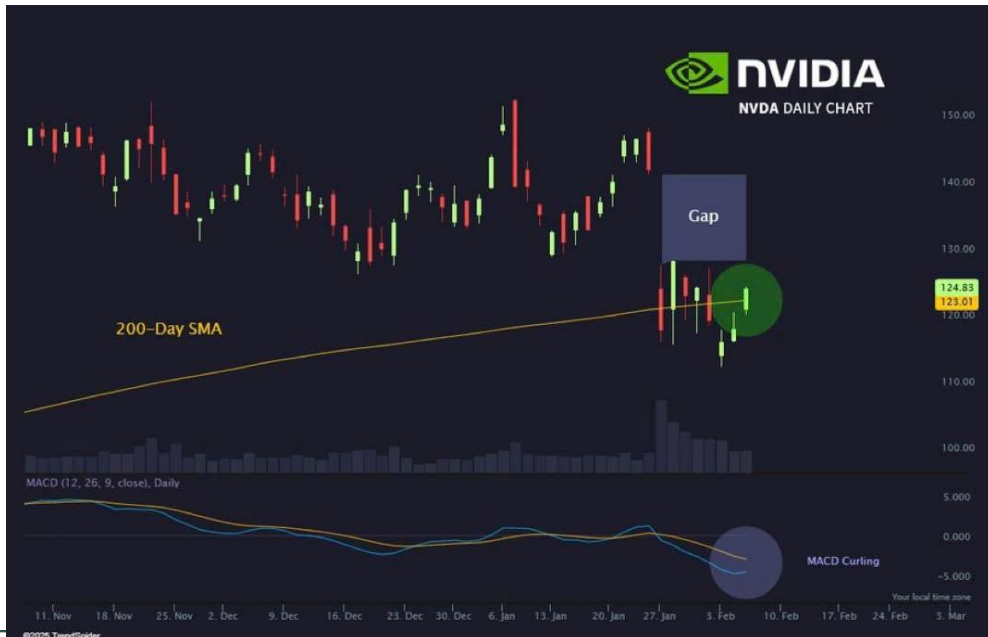 NVIDIA
NVDA DAILY CHART
150.00
140.00
Gap
130.00
124.83
123.01
120.00
200-Day SMA
110.00
100.00
MACD (12, 26, 9, close), Daily
5.000
0.000
MACD Curling
-5.000
Your local time zone
11. Nov 18. Nov 25. Nov 2. Dec 9. Dec 16. Dec 23. Dec 30. Dec 6. Jan 13. Jan 20. Jan 27. Jan 3. Feb 10. Feb 17. Feb 24. Feb 3. Mar
©2025 TrendSpider